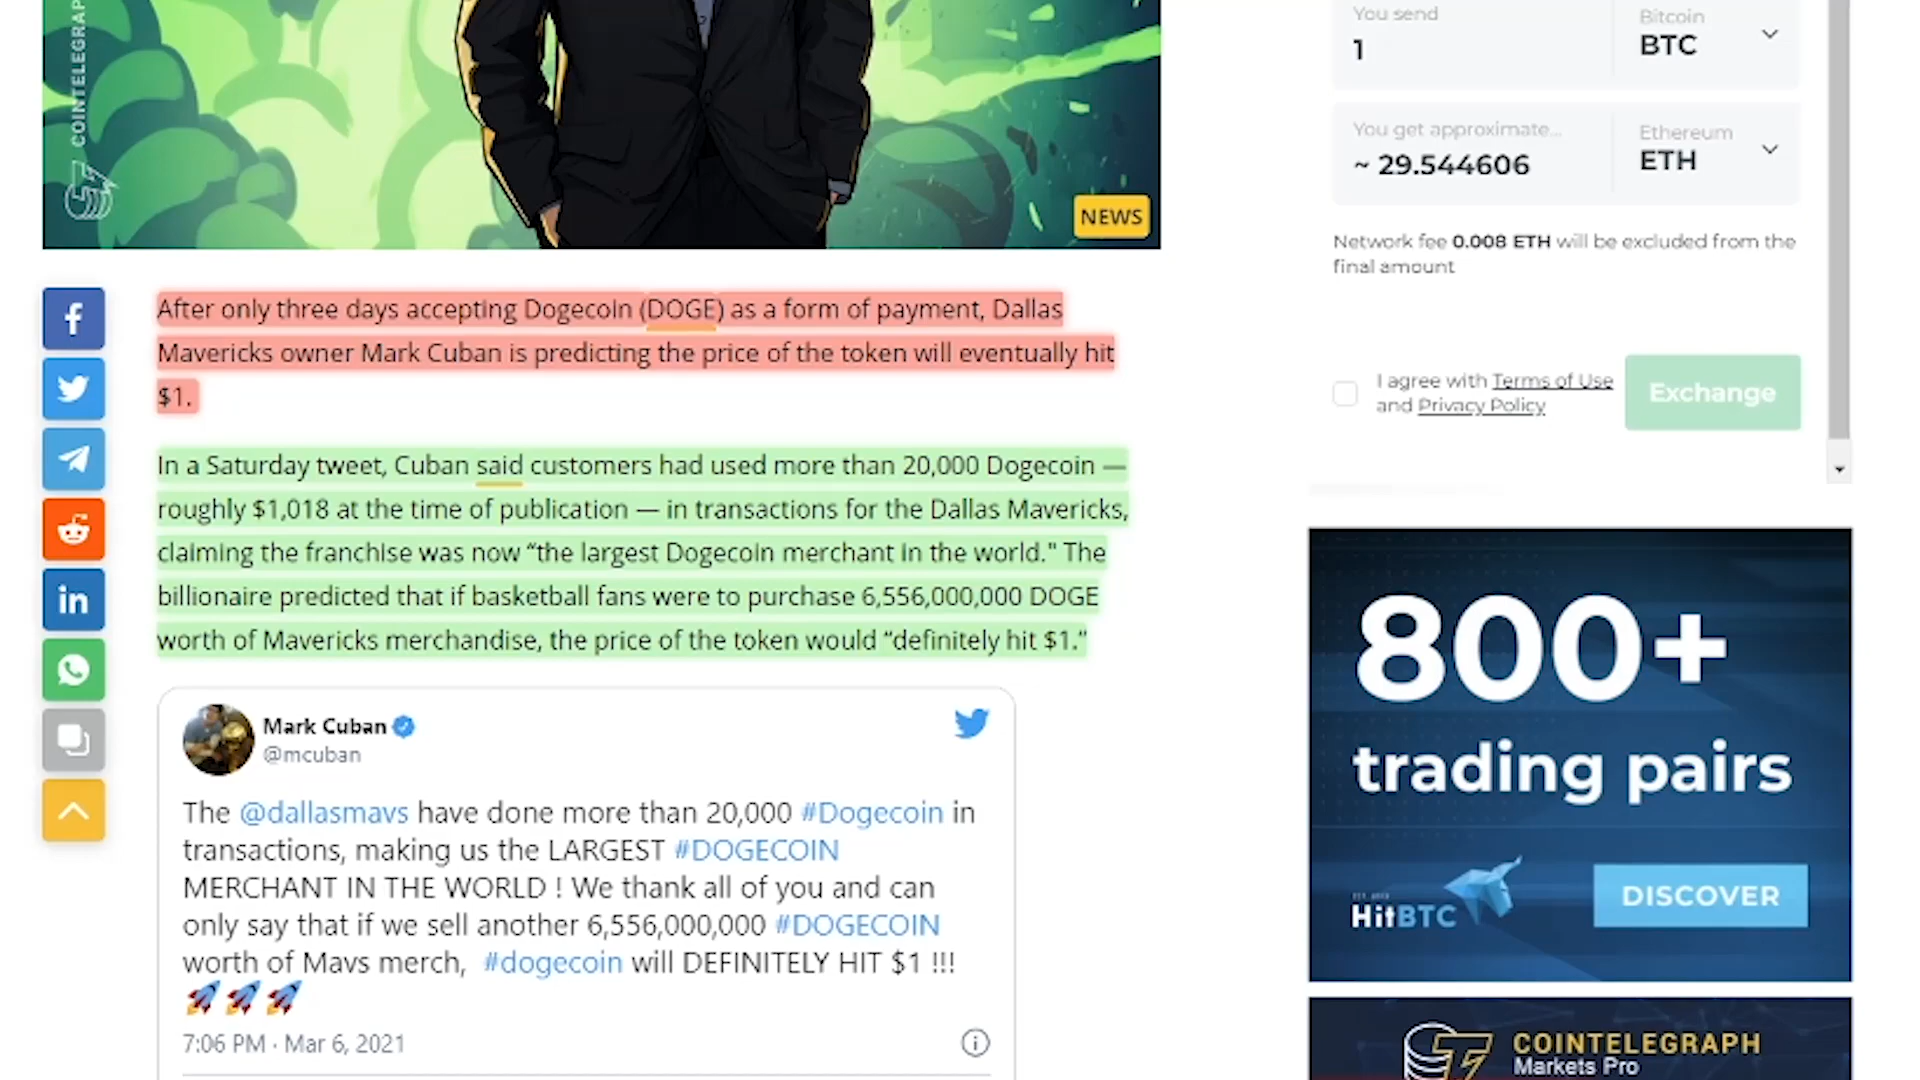 COINTELEGRAPH
NEWS
After only three days accepting Dogecoin (DOGE) as a form of payment, Dallas
Mavericks owner Mark Cuban is predicting the price of the token will eventually hit
$1.
In a Saturday tweet, Cuban said customers had used more than 20,000 Dogecoin —
roughly $1,018 at the time of publication — in transactions for the Dallas Mavericks,
claiming the franchise was now “the largest Dogecoin merchant in the world." The
billionaire predicted that if basketball fans were to purchase 6,556,000,000 DOGE
worth of Mavericks merchandise, the price of the token would “definitely hit $1.”
Mark Cuban
@mcuban
The @dallasmavs have done more than 20,000 #Dogecoin in
transactions, making us the LARGEST #DOGECOIN
MERCHANT IN THE WORLD ! We thank all of you and can
only say that if we sell another 6,556,000,000 #DOGECOIN
worth of Mavs merch, #dogecoin will DEFINITELY HIT $1 !!!
7:06 PM · Mar 6, 2021
You send
1
Bitcoin
BTC
You get approximate...
~ 29.544606
Ethereum
ETH
Network fee 0.008 ETH will be excluded from the
final amount
I agree with Terms of Use
and Privacy Policy
Exchange
800+
trading pairs
HitBTC
DISCOVER
COINTELEGRAPH
Markets Pro